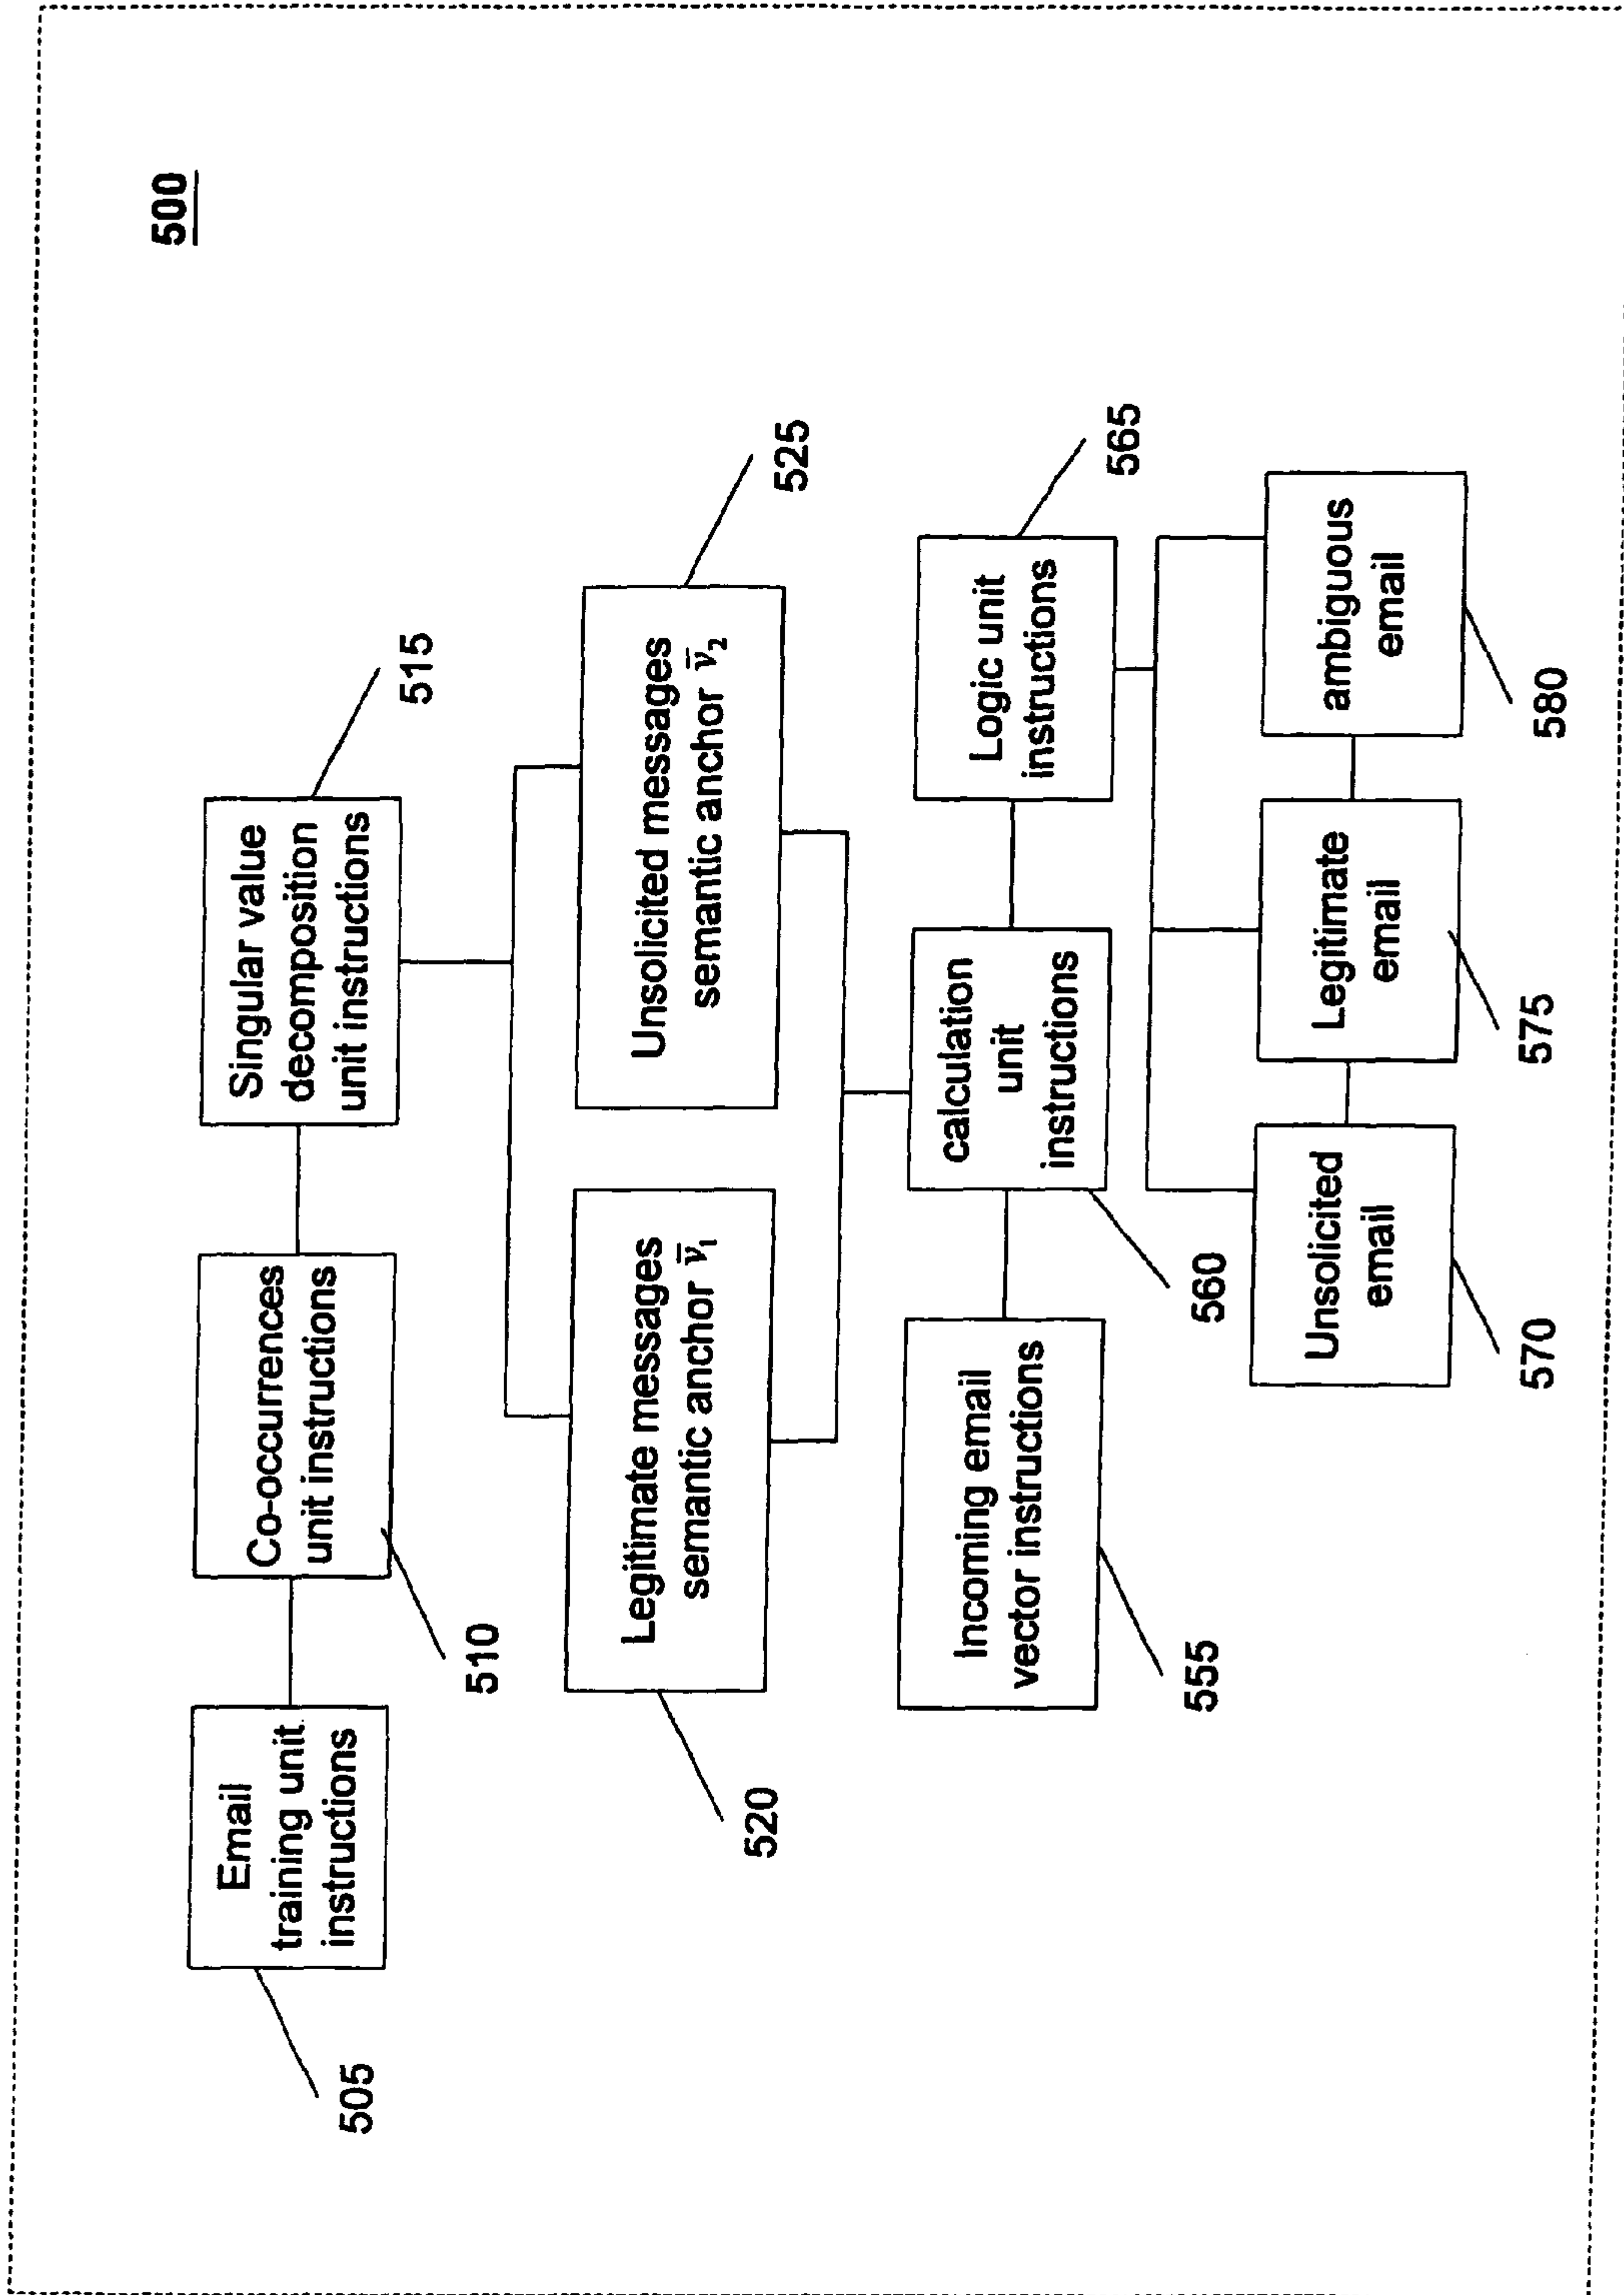 500
Email
training unit
instructions
505
Co-occurrences
unit instructions
510
Singular value
decomposition
unit instructions
515
Legitimate messages
semantic anchor v̄₁
520
Unsolicited messages
semantic anchor v̄₂
525
Incoming email
vector instructions
555
calculation
unit
instructions
560
Logic unit
instructions
565
Unsolicited
email
570
Legitimate
email
575
ambiguous
email
580